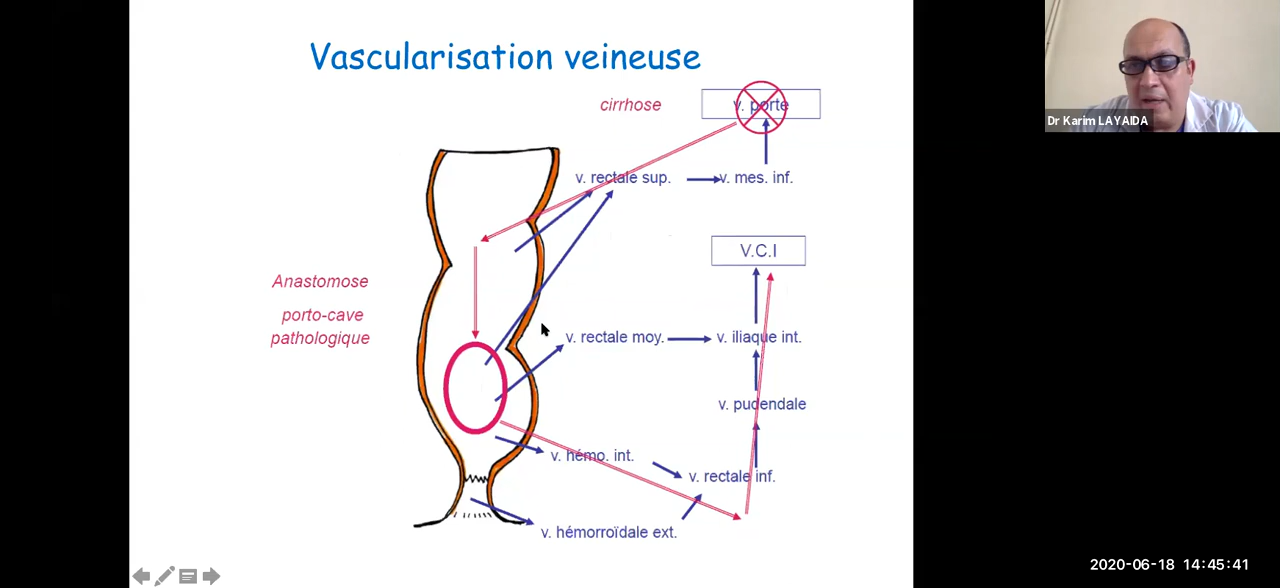 Vascularisation veineuse
cirrhose
v. porte
v. rectale sup.
v. mes. inf.
V.C.I
Anastomose
porto-cave
pathologique
v. rectale moy.
v. iliaque int.
v. pudendale
v. hémo. int.
v. rectale inf.
v. hémorroïdale ext.
Dr Karim LAYAIDA
2020-06-18 14:45:41